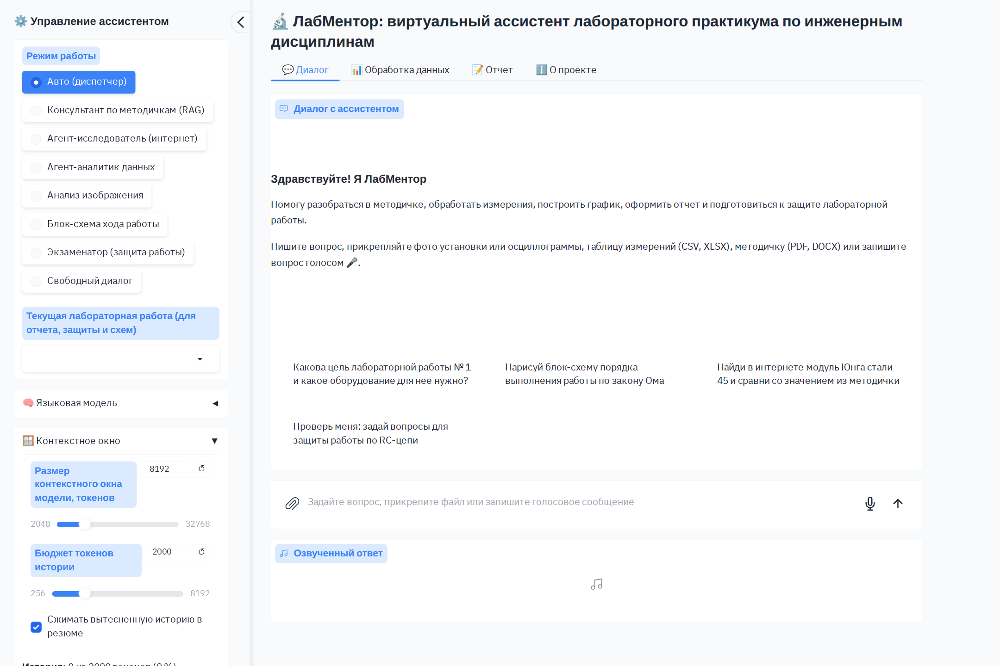 Управление ассистентом
Режим работы
Авто (диспетчер)
Консультант по методичкам (RAG)
Агент-исследователь (интернет)
Агент-аналитик данных
Анализ изображения
Блок-схема хода работы
Экзаменатор (защита работы)
Свободный диалог
Текущая лабораторная работа (для
отчета, защиты и схем)
Языковая модель
Контекстное окно
Размер
контекстного окна
модели, токенов
8192
2048
32768
Бюджет токенов
истории
2000
256
8192
Сжимать вытесненную историю в
резюме
История: 0 из 2000 токенов (0 %)
ЛабМентор: виртуальный ассистент лабораторного практикума по инженерным
дисциплинам
Диалог
Обработка данных
Отчет
О проекте
Диалог с ассистентом
Здравствуйте! Я ЛабМентор
Помогу разобраться в методичке, обработать измерения, построить график, оформить отчет и подготовиться к защите лабораторной
работы.
Пишите вопрос, прикрепляйте фото установки или осциллограммы, таблицу измерений (CSV, XLSX), методичку (PDF, DOCX) или запишите
вопрос голосом 🎤.
Какова цель лабораторной работы № 1
и какое оборудование для нее нужно?
Нарисуй блок-схему порядка
выполнения работы по закону Ома
Найди в интернете модуль Юнга стали
45 и сравни со значением из методички
Проверь меня: задай вопросы для
защиты работы по RC-цепи
Задайте вопрос, прикрепите файл или запишите голосовое сообщение
Озвученный ответ